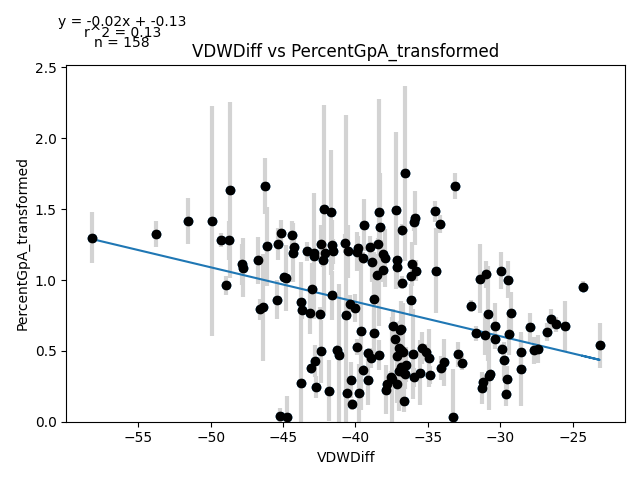 y = -0.02x + -0.13
r^2 = 0.13
n = 158
VDWDiff vs PercentGpA_transformed
2.5
2.0
1.5
1.0
0.5
0.0
PercentGpA_transformed
−55 −50 −45 −40 −35 −30 −25
VDWDiff